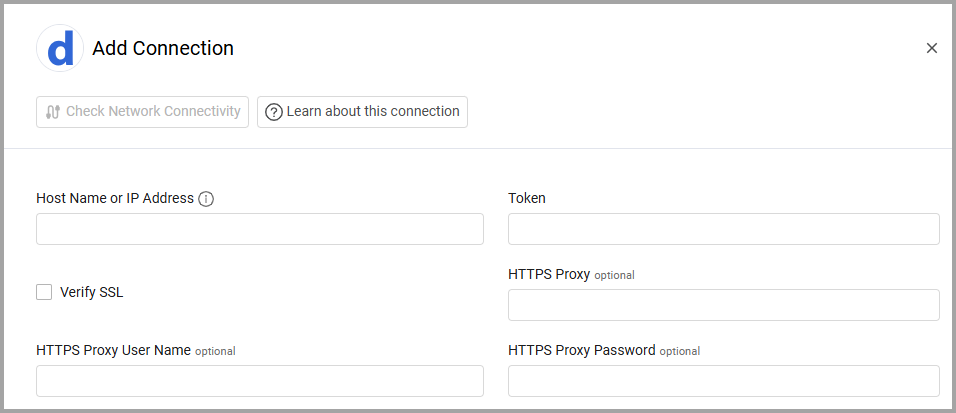 d Add Connection
Check Network Connectivity Learn about this connection
Host Name or IP Address Token
Verify SSL
HTTPS Proxy optional
HTTPS Proxy User Name optional HTTPS Proxy Password optional